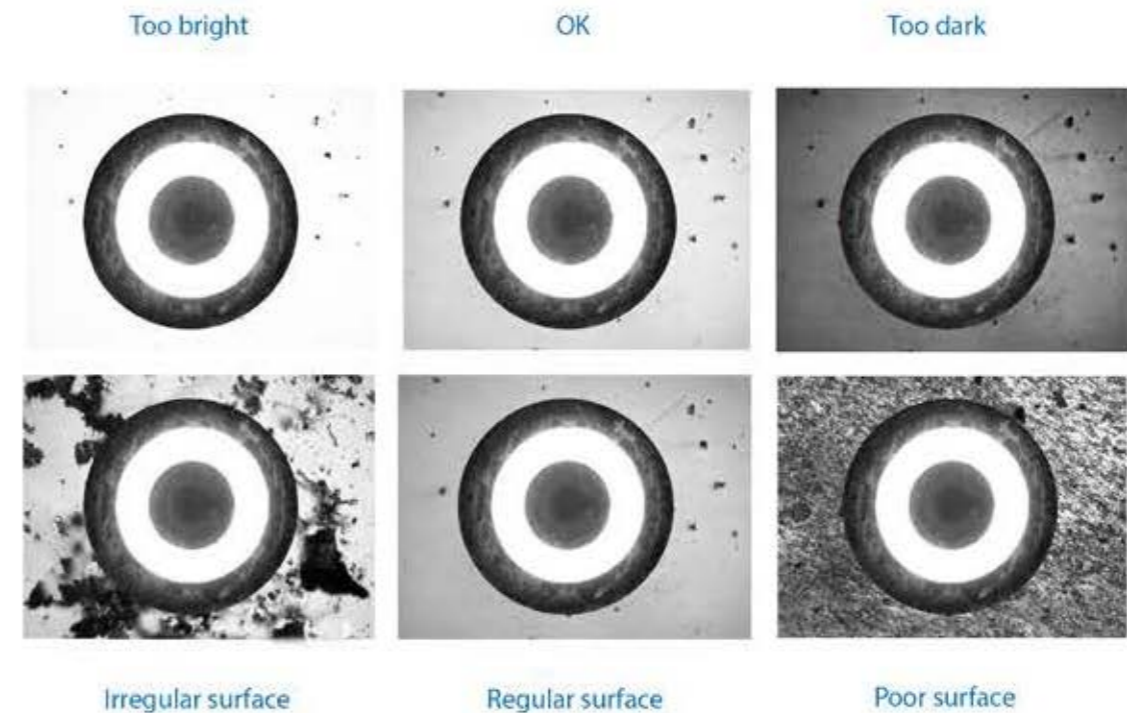 Too bright
OK
Too dark
Irregular surface
Regular surface
Poor surface